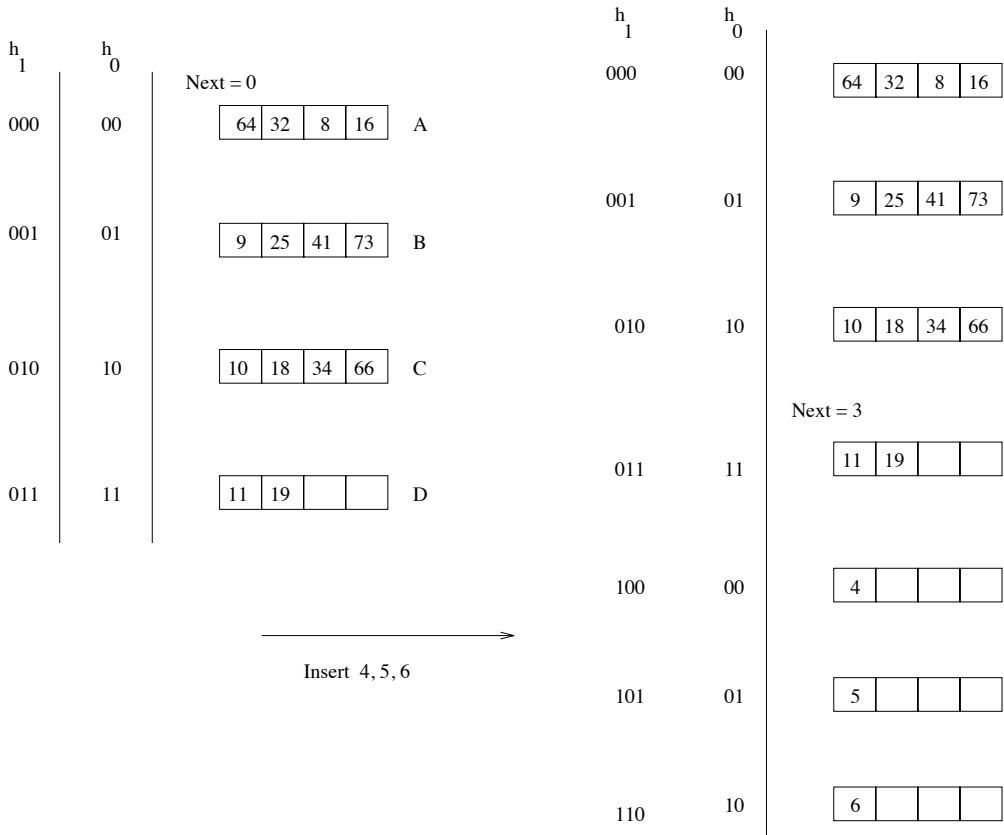 h1 h0
Next = 0
000 00 64 32 8 16 A
001 01 9 25 41 73 B
010 10 10 18 34 66 C
011 11 11 19 D
Insert 4, 5, 6
h1 h0
000 00 64 32 8 16
001 01 9 25 41 73
010 10 10 18 34 66
Next = 3
011 11 11 19
100 00 4
101 01 5
110 10 6